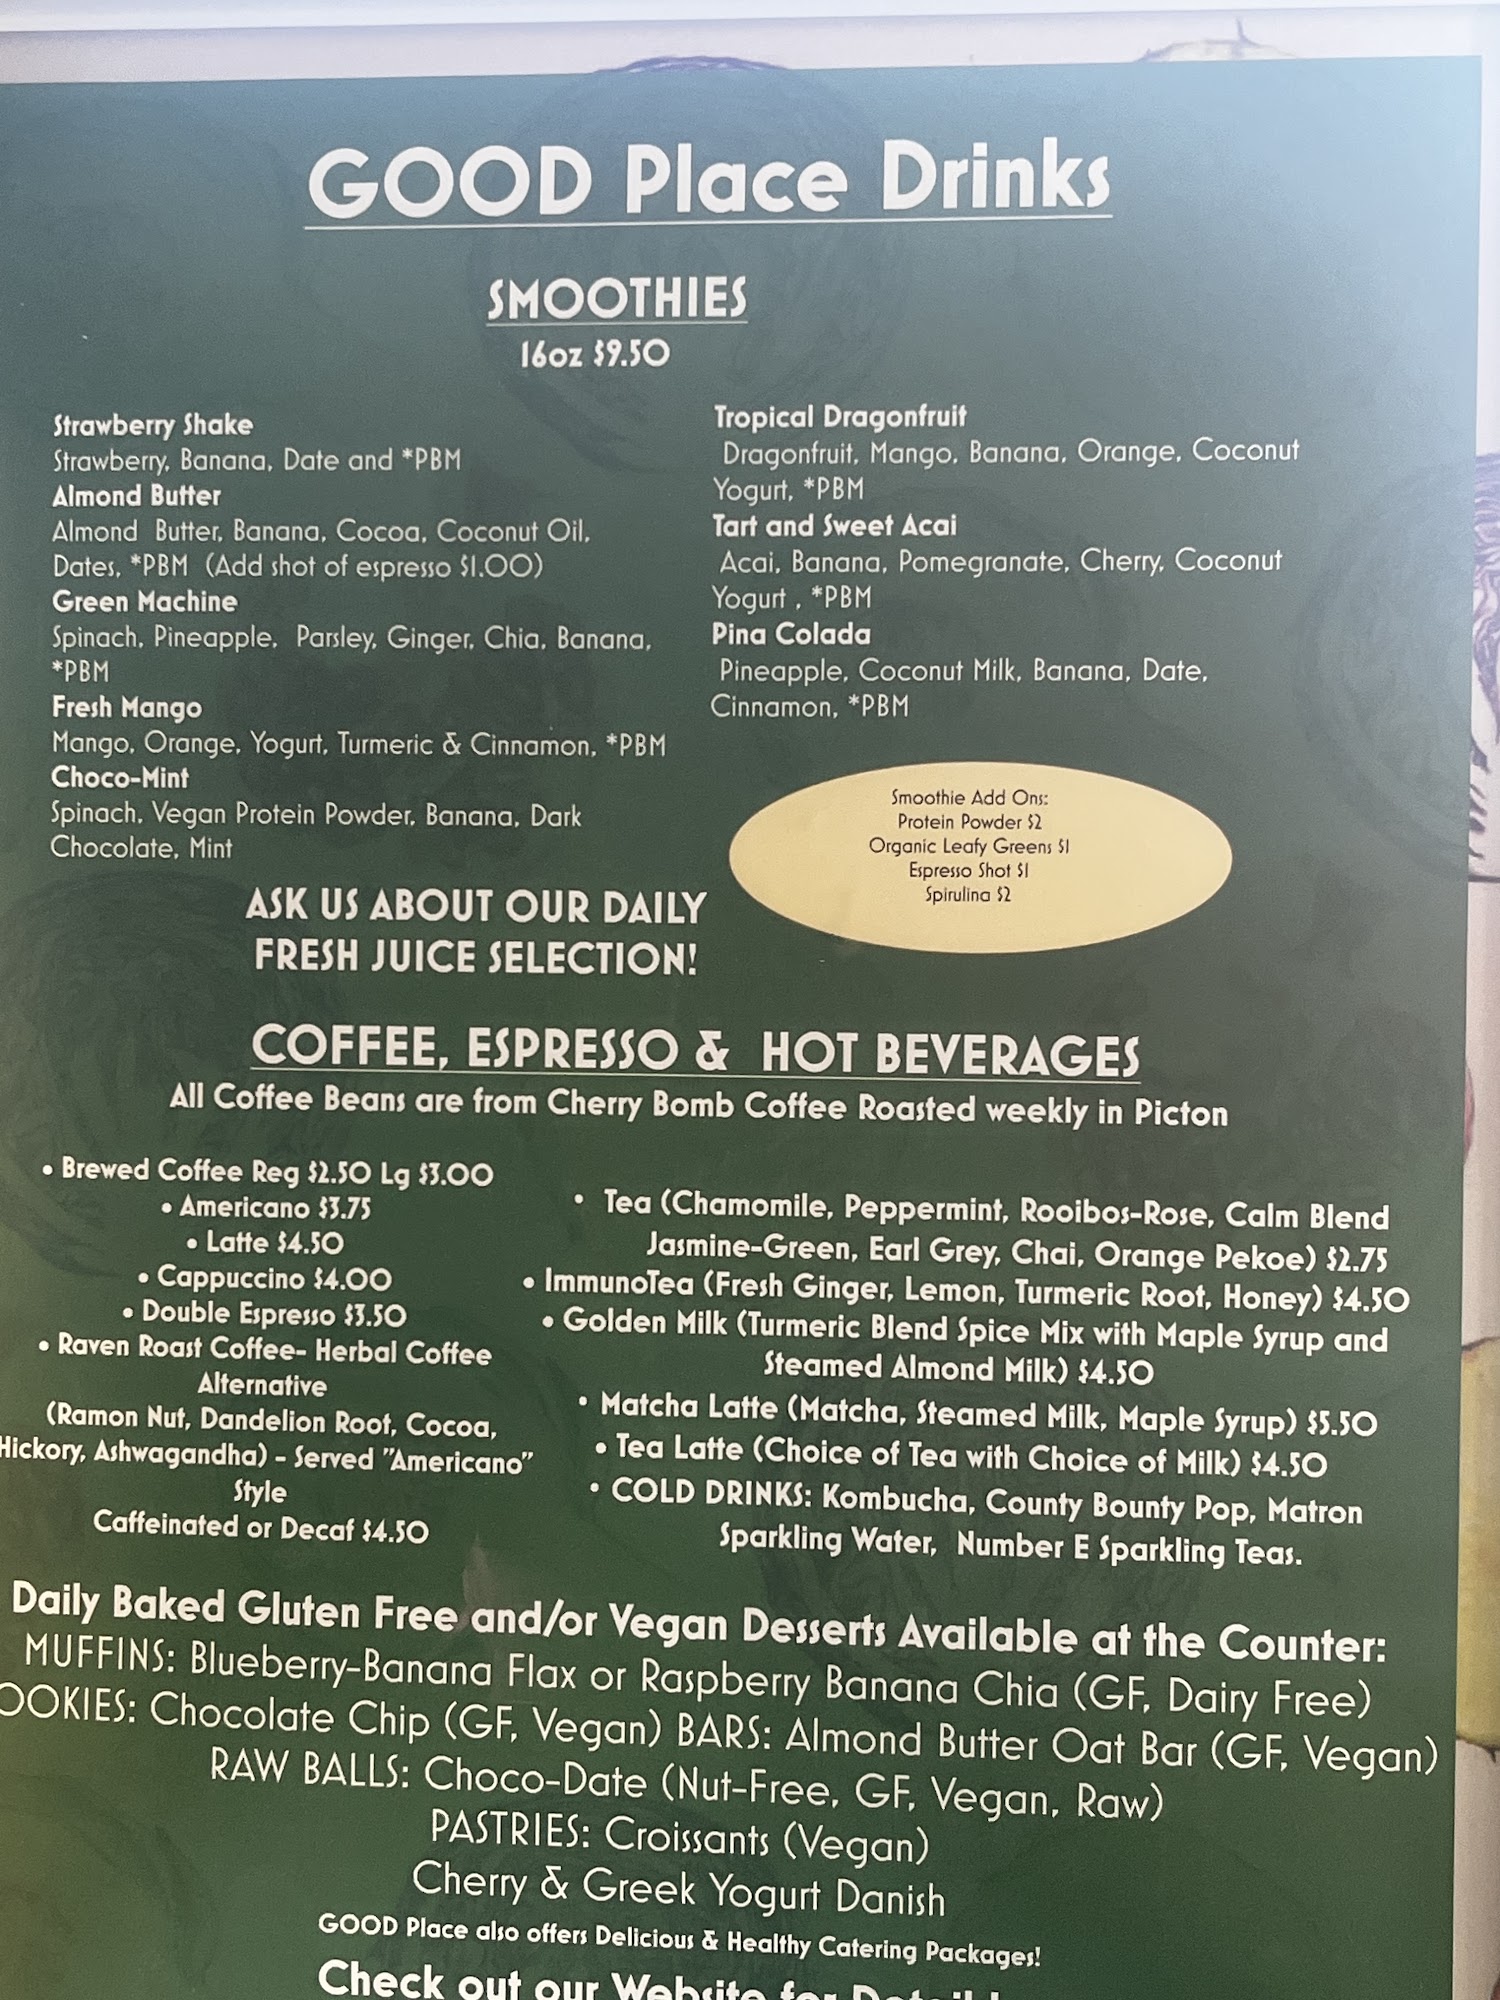 GOOD Place Drinks
SMOOTHIES
16oz $9.50
Strawberry Shake
Strawberry, Banana, Date and *PBM
Almond Butter
Almond Butter, Banana, Cocoa, Coconut Oil,
Dates, *PBM (Add shot of espresso $1.00)
Green Machine
Spinach, Pineapple, Parsley, Ginger, Chia, Banana,
*PBM
Fresh Mango
Mango, Orange, Yogurt, Turmeric & Cinnamon, *PBM
Choco-Mint
Spinach, Vegan Protein Powder, Banana, Dark
Chocolate, Mint
Tropical Dragonfruit
Dragonfruit, Mango, Banana, Orange, Coconut
Yogurt, *PBM
Tart and Sweet Acai
Acai, Banana, Pomegranate, Cherry, Coconut
Yogurt , *PBM
Pina Colada
Pineapple, Coconut Milk, Banana, Date,
Cinnamon, *PBM
Smoothie Add Ons:
Protein Powder $2
Organic Leafy Greens $1
Espresso Shot $1
Spirulina $2
ASK US ABOUT OUR DAILY
FRESH JUICE SELECTION!
COFFEE, ESPRESSO & HOT BEVERAGES
All Coffee Beans are from Cherry Bomb Coffee Roasted weekly in Picton
• Brewed Coffee Reg $2.50 Lg $3.00
• Americano $3.75
• Latte $4.50
• Cappuccino $4.00
• Double Espresso $3.50
• Raven Roast Coffee- Herbal Coffee
Alternative
(Ramon Nut, Dandelion Root, Cocoa,
Hickory, Ashwagandha) - Served "Americano"
Style
Caffeinated or Decaf $4.50
• Tea (Chamomile, Peppermint, Rooibos-Rose, Calm Blend
Jasmine-Green, Earl Grey, Chai, Orange Pekoe) $2.75
• ImmunoTea (Fresh Ginger, Lemon, Turmeric Root, Honey) $4.50
• Golden Milk (Turmeric Blend Spice Mix with Maple Syrup and
Steamed Almond Milk) $4.50
• Matcha Latte (Matcha, Steamed Milk, Maple Syrup) $5.50
• Tea Latte (Choice of Tea with Choice of Milk) $4.50
• COLD DRINKS: Kombucha, County Bounty Pop, Matron
Sparkling Water, Number E Sparkling Teas.
Daily Baked Gluten Free and/or Vegan Desserts Available at the Counter:
MUFFINS: Blueberry-Banana Flax or Raspberry Banana Chia (GF, Dairy Free)
OOKIES: Chocolate Chip (GF, Vegan) BARS: Almond Butter Oat Bar (GF, Vegan)
RAW BALLS: Choco-Date (Nut-Free, GF, Vegan, Raw)
PASTRIES: Croissants (Vegan)
Cherry & Greek Yogurt Danish
GOOD Place also offers Delicious & Healthy Catering Packages!
Check out our Website for